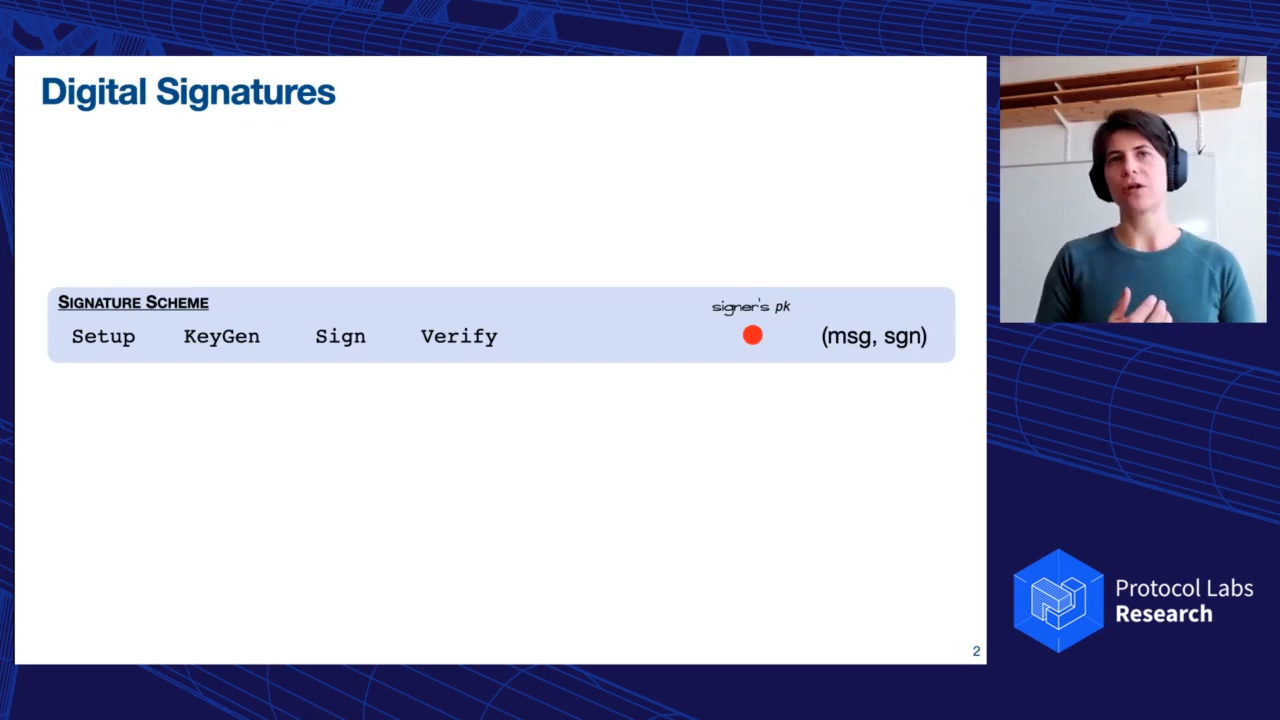 Digital Signatures
SIGNATURE SCHEME
signer's pk
Setup KeyGen Sign Verify (msg, sgn)
Protocol Labs
Research
2